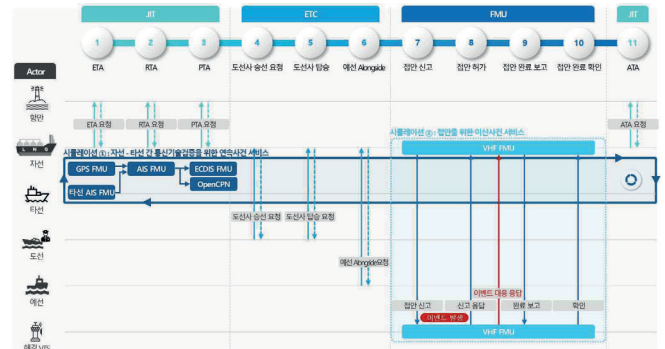 JIT
ETC
FMU
JIT
1
2
3
4
5
6
7
8
9
10
11
ETA
RTA
PTA
도선사 승선 요청
도선사 탑승
예선 Alongside
접안 신고
접안 허가
접안 완료 보고
접안 완료 확인
ATA
Actor
항만
ETA 요청
RTA 요청
PTA 요청
ATA 요청
LNG
자선
시뮬레이션 ①: 자선 - 타선 간 통신기술검증을 위한 연속사건 서비스
시뮬레이션 ②: 접안을 위한 이산사건 서비스
VHF FMU
GPS FMU
AIS FMU
ECDIS FMU
타선 AIS FMU
OpenCPN
타선
도선사 승선 요청
도선사 탑승 요청
도선
예선 Alongside요청
예선
이벤트 대응 응답
접안 신고
신고 응답
완료 보고
확인
이벤트 발생
VHF FMU
해경 VTS